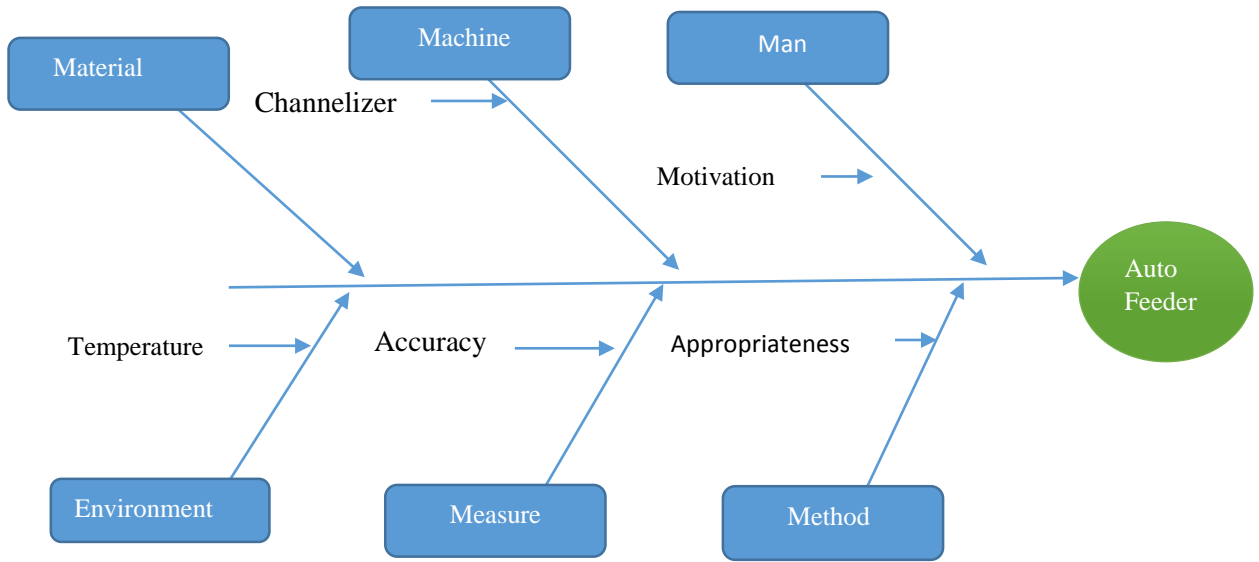 Machine
Man
Material
Channelizer
Motivation
Auto
Feeder
Temperature
Accuracy
Appropriateness
Environment
Measure
Method